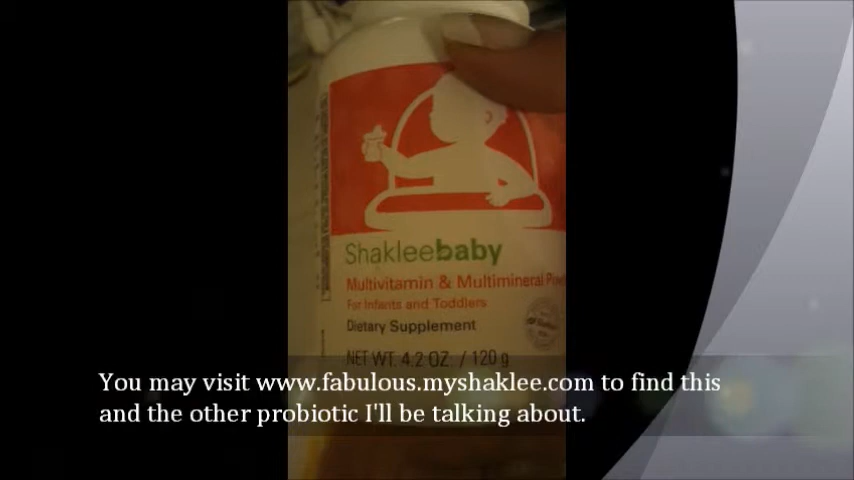 Shakleebaby
Multivitamin & Multimineral
For Infants and Toddlers
Dietary Supplement
NET WT. 4.2 OZ. / 120 g
You may visit www.fabulous.myshaklee.com to find this
and the other probiotic I'll be talking about.